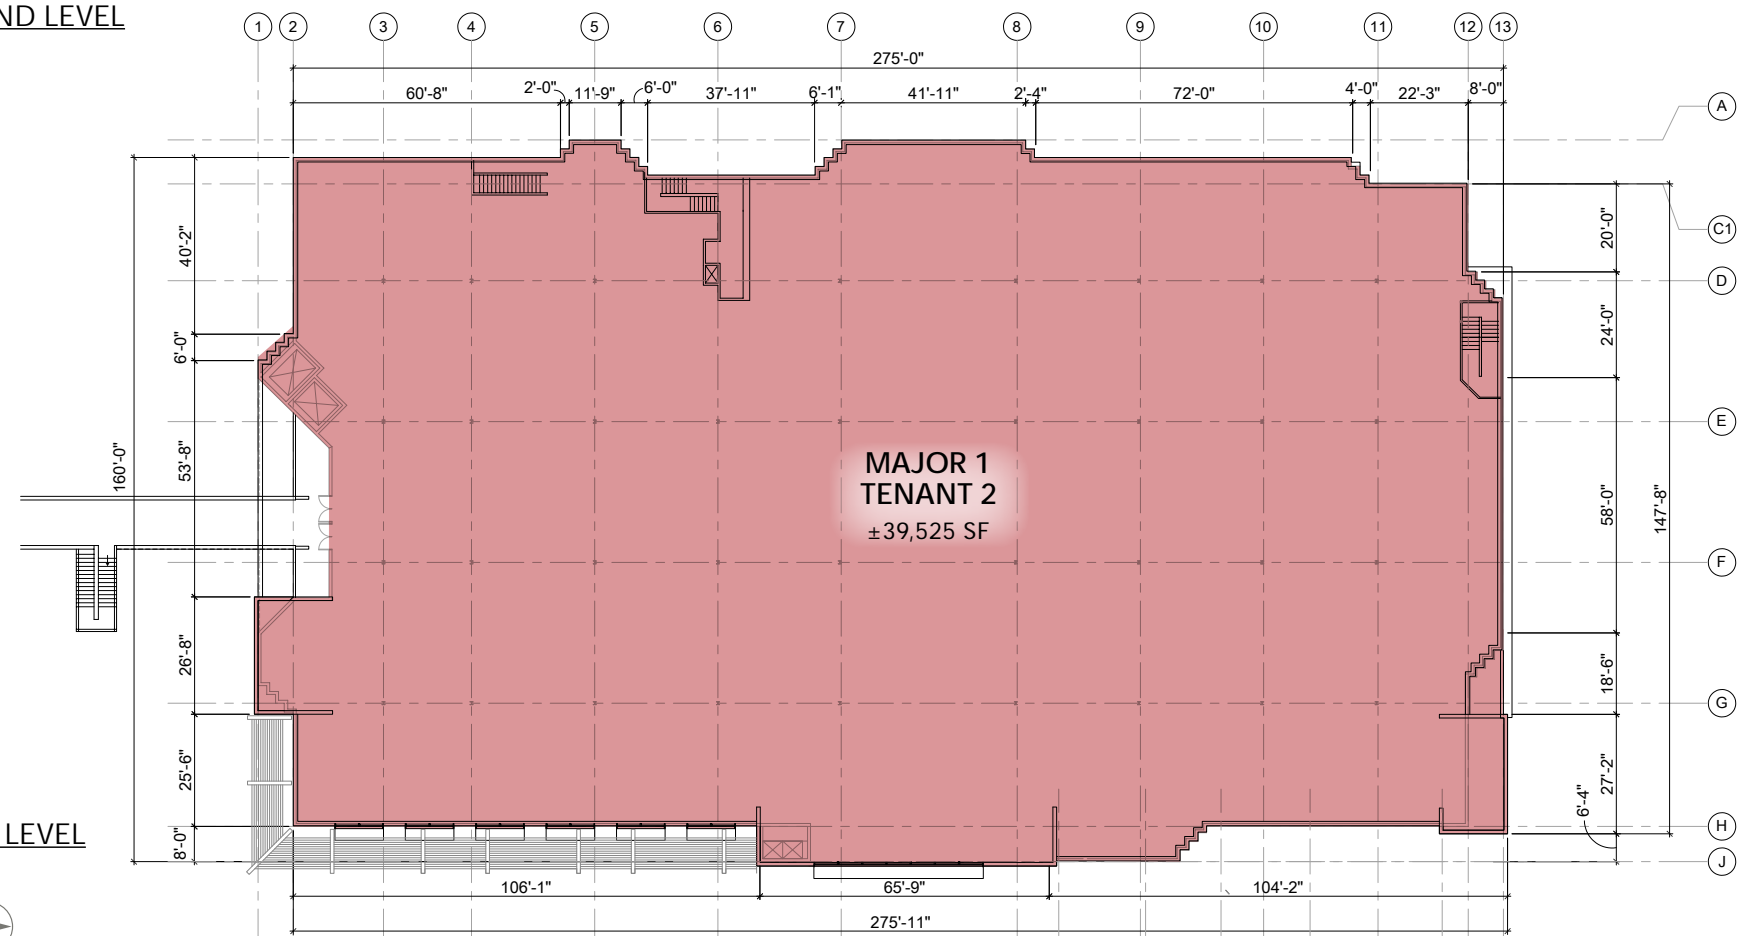 ND LEVEL
1 2 3 4 5 6 7 8 9 10 11 12 13
275'-0"
60'-8" 2'-0" 11'-9" 6'-0" 37'-11" 6'-1" 41'-11" 2'-4" 72'-0" 4'-0" 22'-3" 8'-0"
A
40'-2"
20'-0"
C1
D
6'-0"
24'-0"
E
160'-0"
53'-8"
MAJOR 1
TENANT 2
±39,525 SF
58'-0"
147'-8"
F
26'-8"
18'-6"
G
25'-6"
27'-2"
6'-4"
LEVEL
8'-0"
H
J
106'-1" 65'-9" 104'-2"
275'-11"